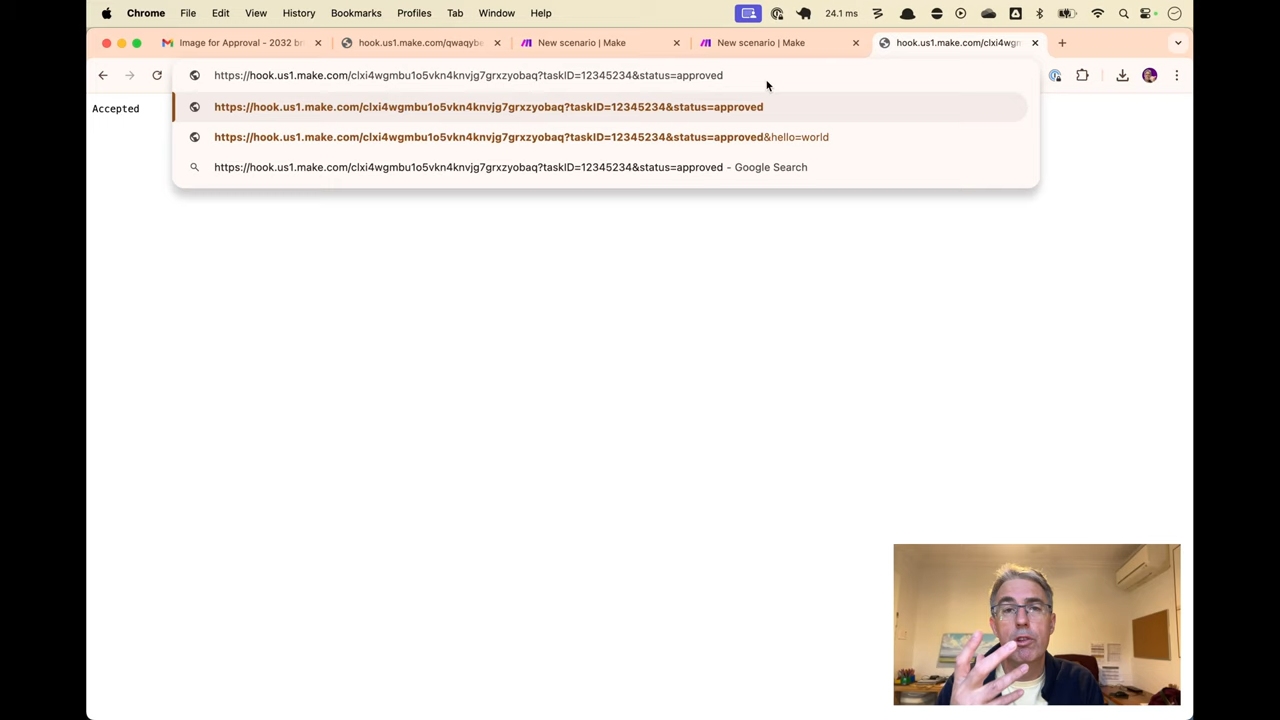 Chrome File Edit View History Bookmarks Profiles Tab Window Help 24.1 ms
Image for Approval - 2032 br hook.us1.make.com/qwaqybe New scenario | Make New scenario | Make hook.us1.make.com/clxi4wgm
https://hook.us1.make.com/clxi4wgmbu1o5vkn4knvjg7grxzyobaq?taskID=12345234&status=approved
Accepted
https://hook.us1.make.com/clxi4wgmbu1o5vkn4knvjg7grxzyobaq?taskID=12345234&status=approved
https://hook.us1.make.com/clxi4wgmbu1o5vkn4knvjg7grxzyobaq?taskID=12345234&status=approved&hello=world
https://hook.us1.make.com/clxi4wgmbu1o5vkn4knvjg7grxzyobaq?taskID=12345234&status=approved - Google Search